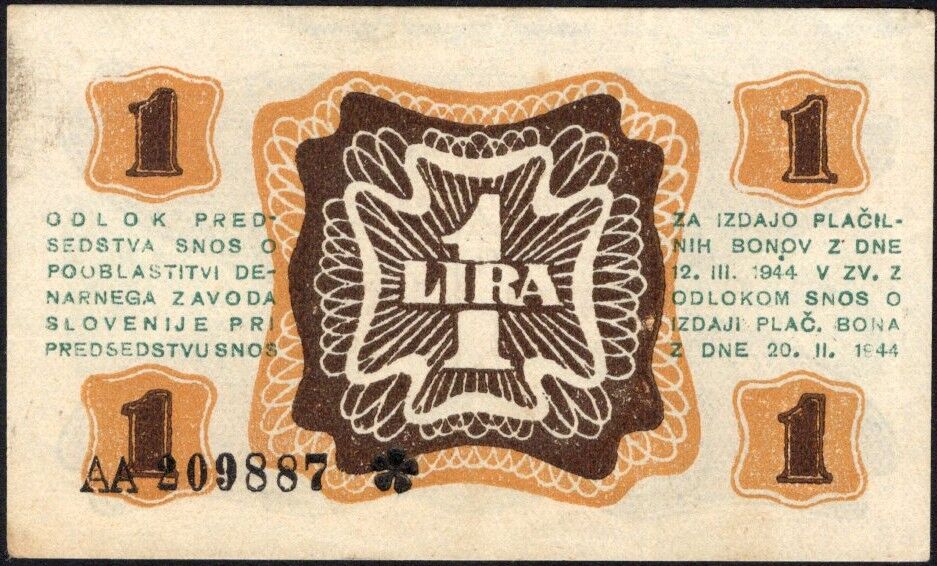 1 1
ODLOK PRED-
SEDSTVA SNOS O
POOBLASTITVI DE-
NARNEGA ZAVODA
SLOVENIJE PRI
PREDSEDSTVU SNOS
1
LIRA
ZA IZDAJO PLAČIL-
NIH BONOV Z DNE
12. III. 1944 V ZV. Z
ODLOKOM SNOS O
IZDAJI PLAČ. BONA
Z DNE 20. II. 1944
1 1
AA 209887